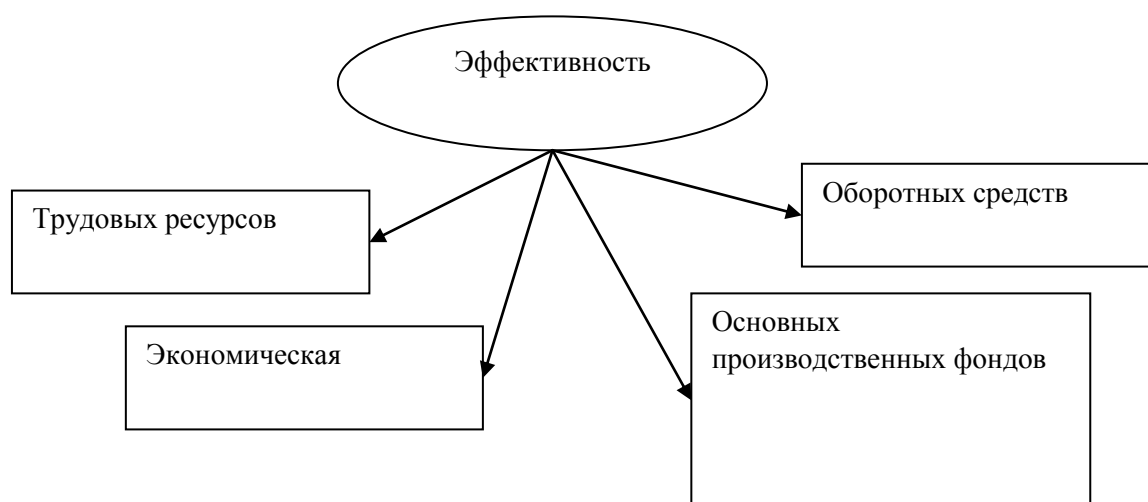 Эффективность
Оборотных средств
Трудовых ресурсов
Основных
производственных фондов
Экономическая